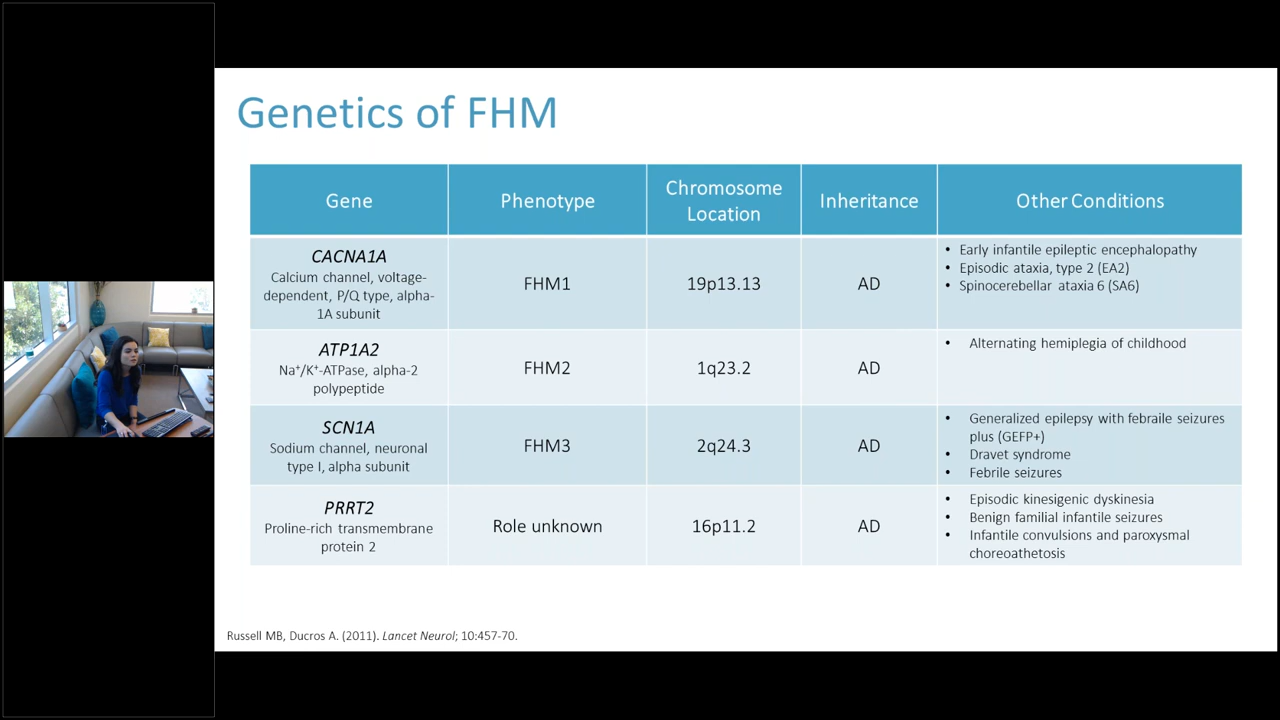 Genetics of FHM
Gene
Phenotype
Chromosome
Location
Inheritance
Other Conditions
CACNA1A
Calcium channel, voltage-
dependent, P/Q type, alpha-
1A subunit
FHM1
19p13.13
AD
• Early infantile epileptic encephalopathy
• Episodic ataxia, type 2 (EA2)
• Spinocerebellar ataxia 6 (SA6)
ATP1A2
Na⁺/K⁺-ATPase, alpha-2
polypeptide
FHM2
1q23.2
AD
• Alternating hemiplegia of childhood
SCN1A
Sodium channel, neuronal
type I, alpha subunit
FHM3
2q24.3
AD
• Generalized epilepsy with febraile seizures
plus (GEFP+)
• Dravet syndrome
• Febrile seizures
PRRT2
Proline-rich transmembrane
protein 2
Role unknown
16p11.2
AD
• Episodic kinesigenic dyskinesia
• Benign familial infantile seizures
• Infantile convulsions and paroxysmal
choreoathetosis
Russell MB, Ducros A. (2011). Lancet Neurol; 10:457-70.